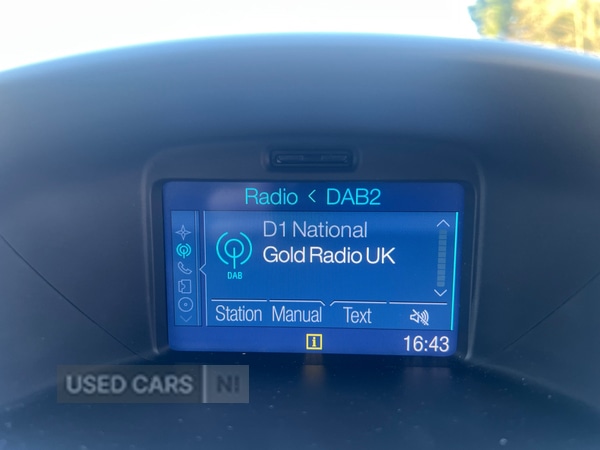 Radio < DAB2
D1 National
Gold Radio UK
DAB
Station Manual Text
i 16:43
USED CARS NI